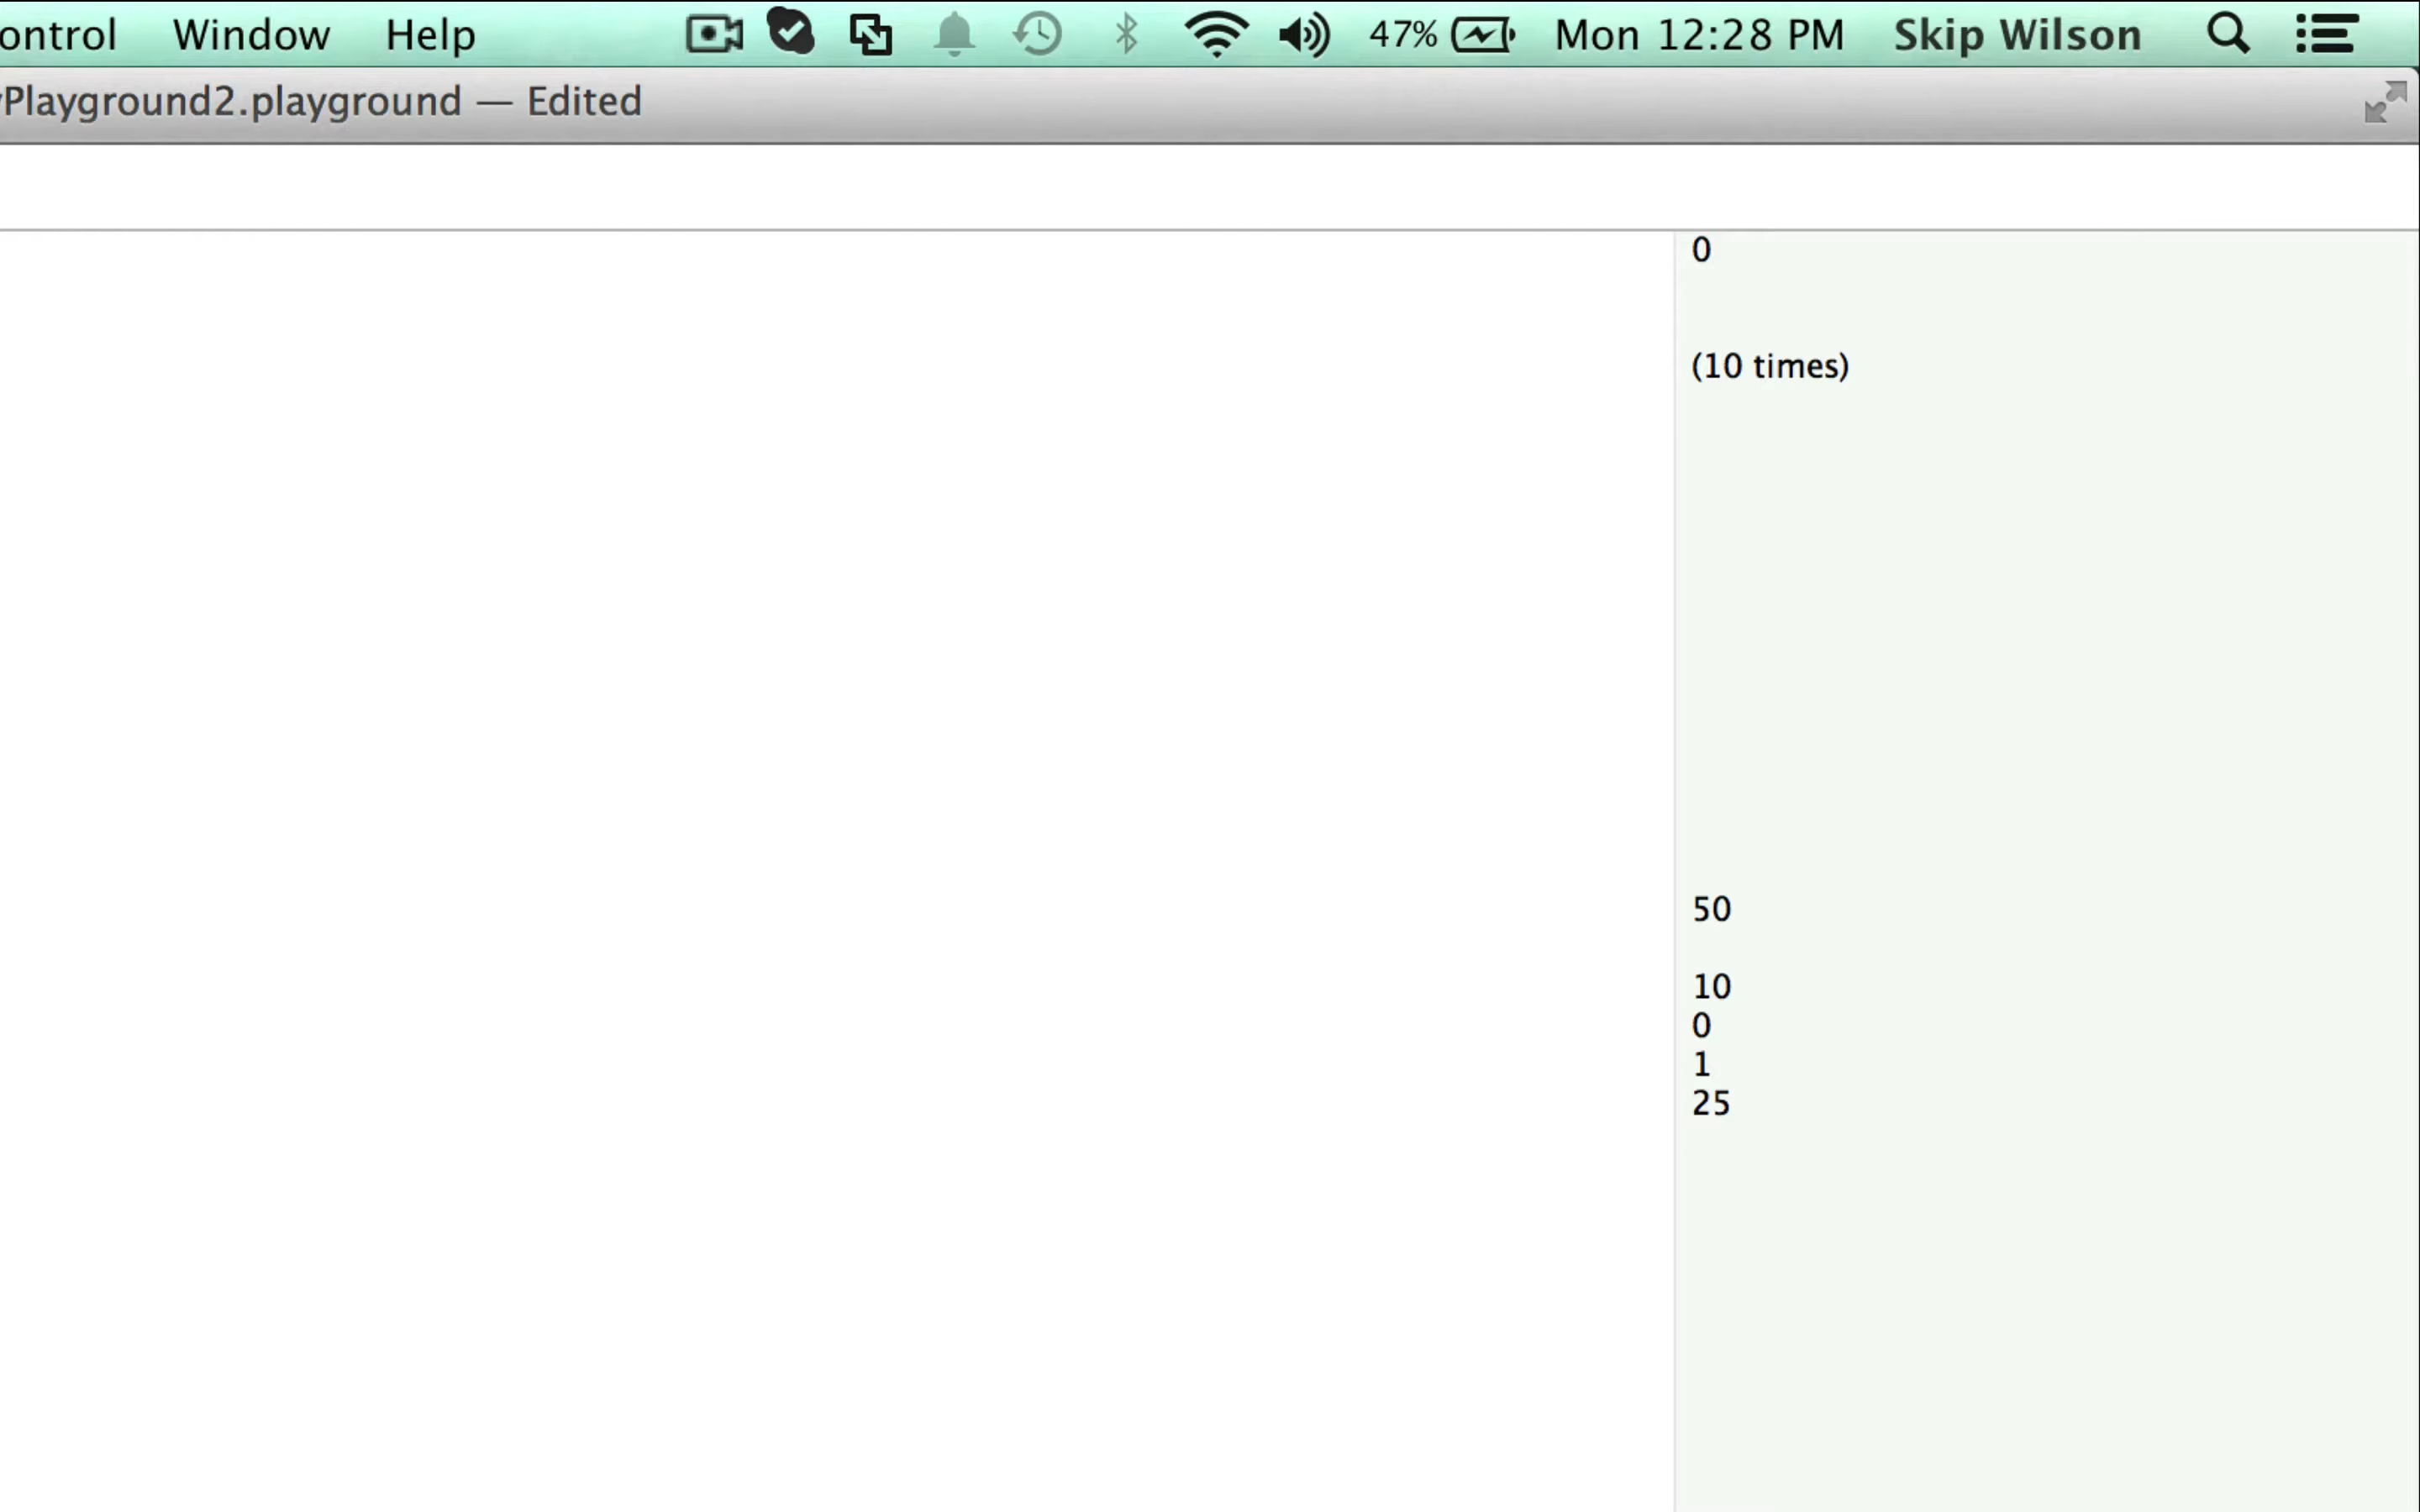 ontrol Window Help 47% Mon 12:28 PM Skip Wilson
Playground2.playground — Edited
0
(10 times)
50
10
0
1
25